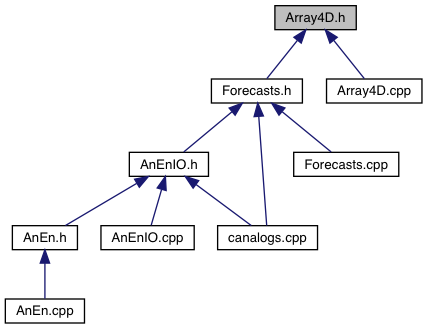 Array4D.h
Forecasts.h
Array4D.cpp
AnEnIO.h
Forecasts.cpp
AnEn.h
AnEnIO.cpp
canalogs.cpp
AnEn.cpp